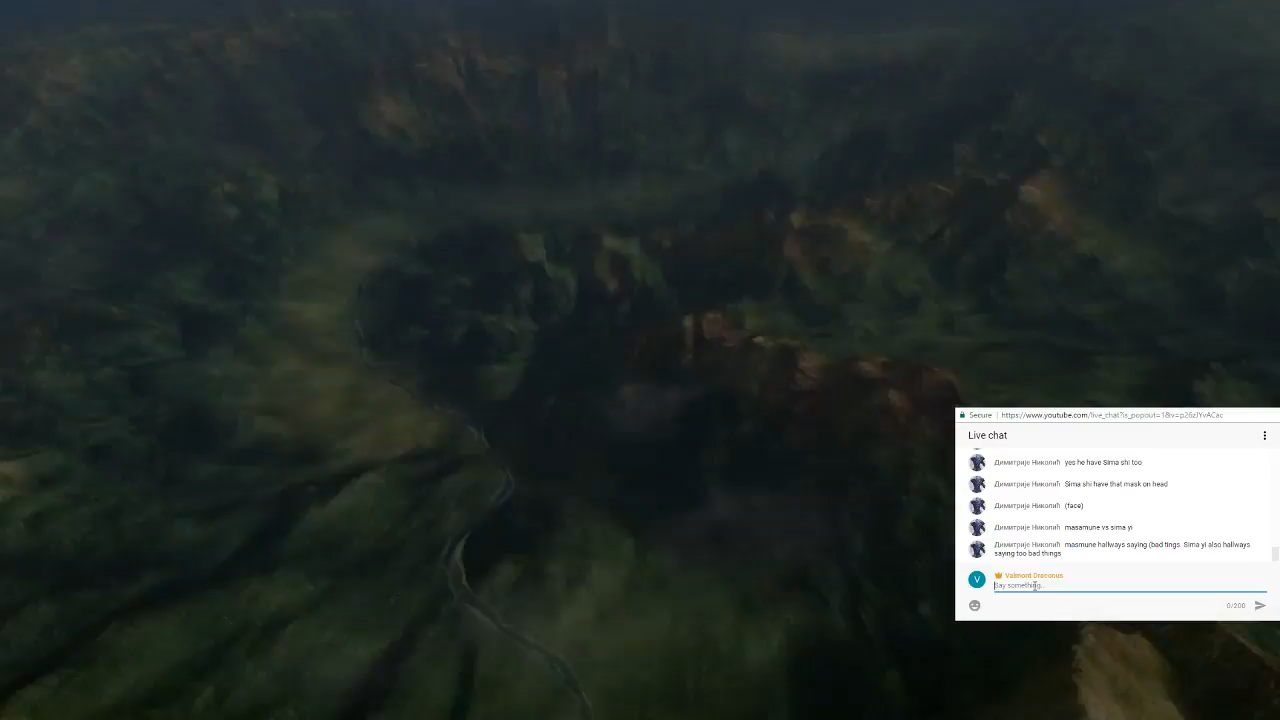 Secure | https://www.youtube.com/live_chat?is_popout=1&v=p26zJYvACac
Live chat
Димитрије Николић yes he have Sima shi too
Димитрије Николић Sima shi have that mask on head
Димитрије Николић (face)
Димитрије Николић masamune vs sima yi
Димитрије Николић masmune hallways saying (bad tings. Sima yi also hallways
saying too bad things
V
Valmont Draconus
Say something...
0/200